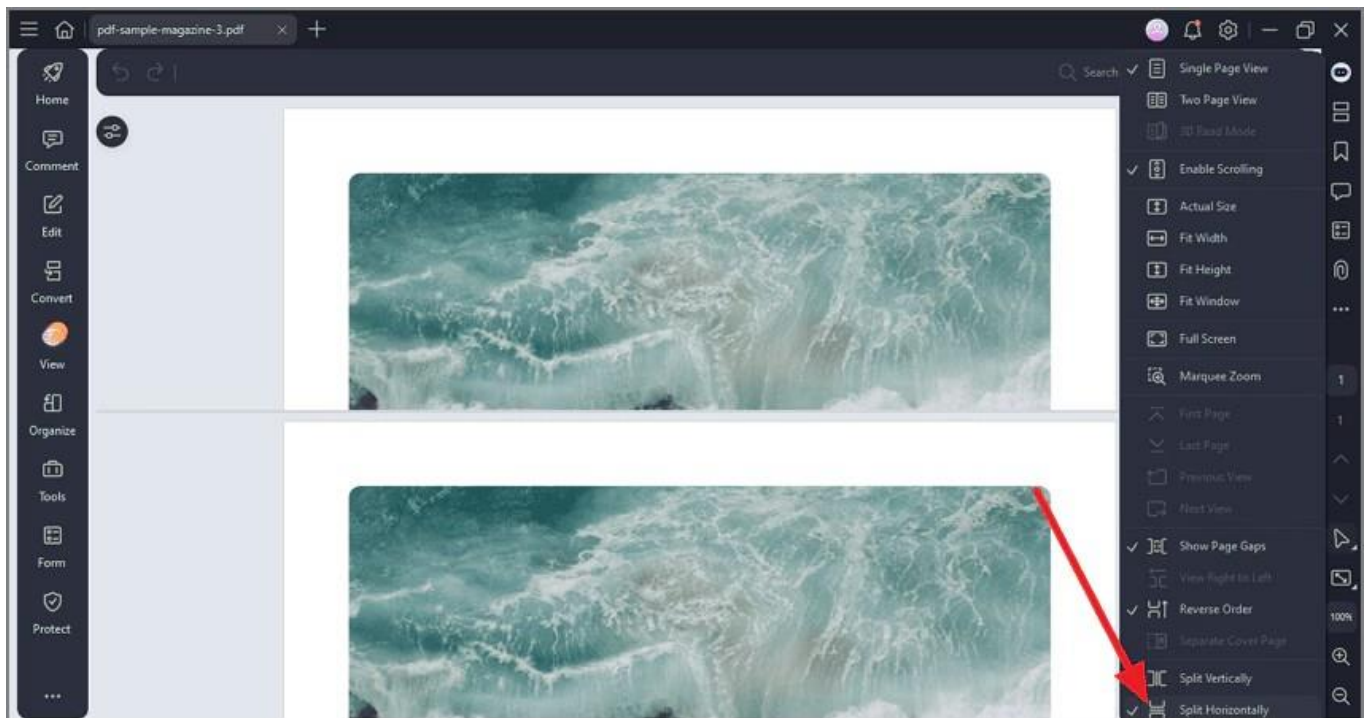 pdf-sample-magazine-3.pdf
Search
Home
Comment
Edit
Convert
View
Organize
Tools
Form
Protect
Single Page View
Two Page View
3D Read Mode
Enable Scrolling
Actual Size
Fit Width
Fit Height
Fit Window
Full Screen
Marquee Zoom
First Page
Last Page
Previous View
Next View
Show Page Gaps
View Right to Left
Reverse Order
Separate Cover Page
Split Vertically
Split Horizontally
1
1
100%